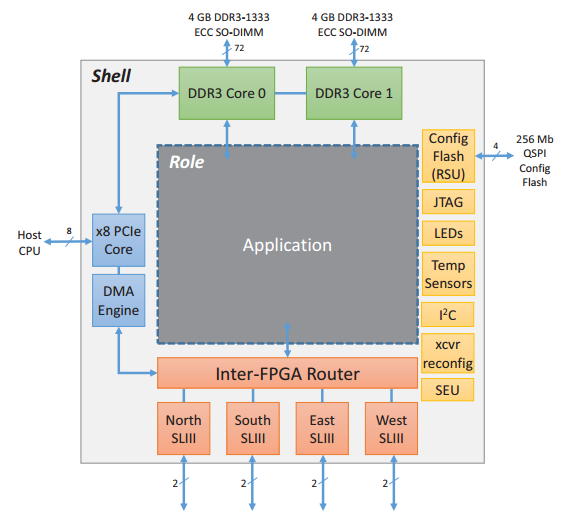 4 GB DDR3-1333
ECC SO-DIMM
4 GB DDR3-1333
ECC SO-DIMM
72
72
Shell
DDR3 Core 0
DDR3 Core 1
Role
Application
Config
Flash
(RSU)
4
256 Mb
QSPI
Config
Flash
JTAG
LEDs
Temp
Sensors
I²C
xcvr
reconfig
SEU
Host
CPU
8
x8 PCIe
Core
DMA
Engine
Inter-FPGA Router
North
SLIII
South
SLIII
East
SLIII
West
SLIII
2
2
2
2